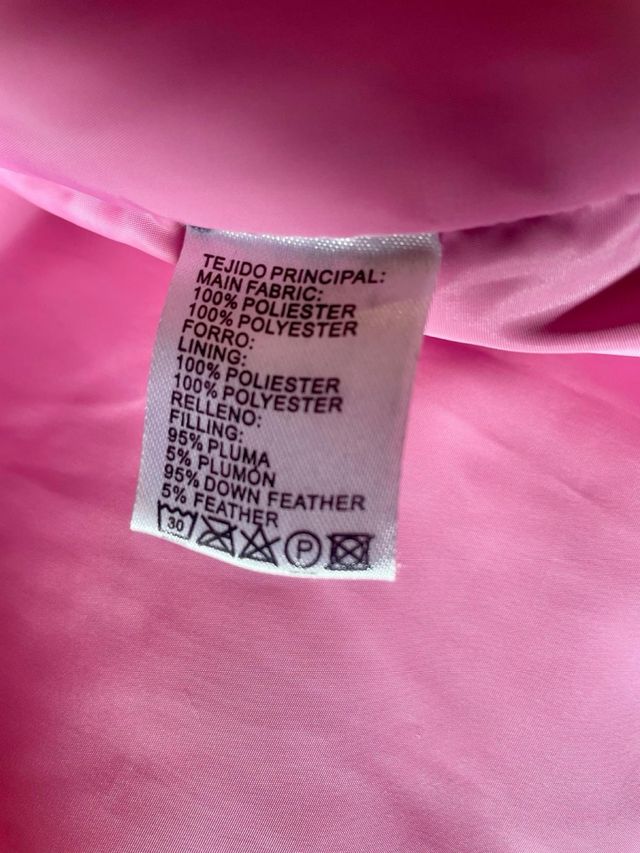 TEJIDO PRINCIPAL:
MAIN FABRIC:
100% POLIESTER
100% POLYESTER
FORRO:
LINING:
100% POLIESTER
100% POLYESTER
RELLENO:
FILLING:
95% PLUMA
5% PLUMÓN
95% DOWN FEATHER
5% FEATHER
30 P